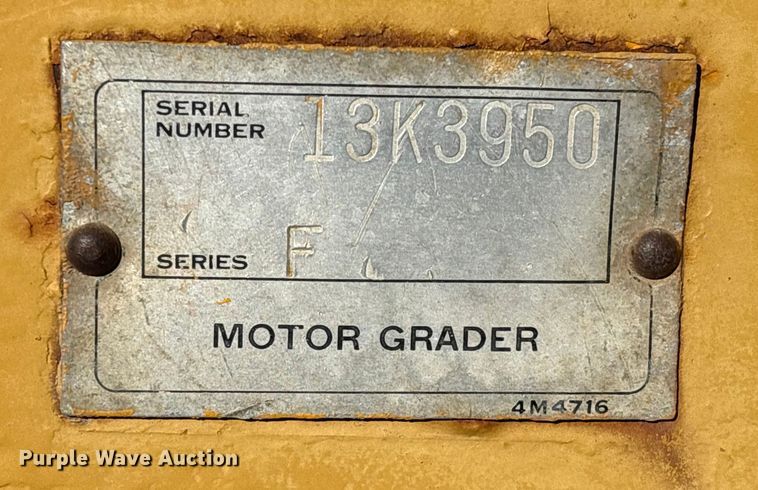 SERIAL
NUMBER 13K3950
SERIES F
MOTOR GRADER
4M4716
Purple Wave Auction